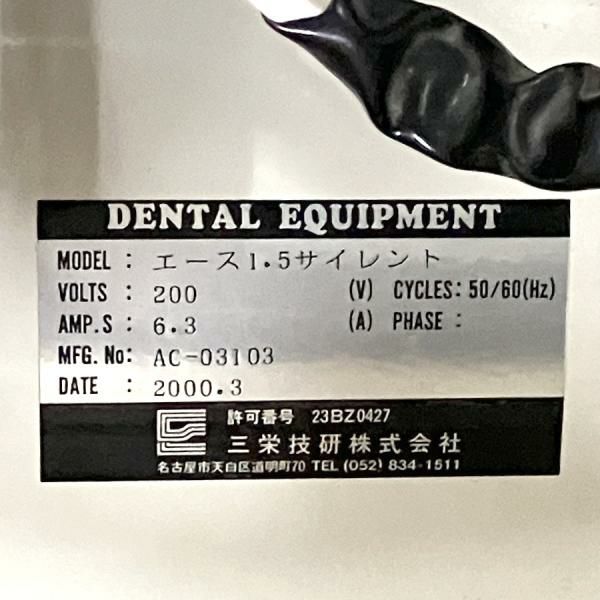 DENTAL EQUIPMENT
MODEL : エース1.5サイレント
VOLTS : 200 (V) CYCLES: 50/60(Hz)
AMP.S : 6.3 (A) PHASE :
MFG. No: AC-03103
DATE : 2000.3
許可番号 23BZ0427
三栄技研株式会社
名古屋市天白区道明町70 TEL (052) 834-1511